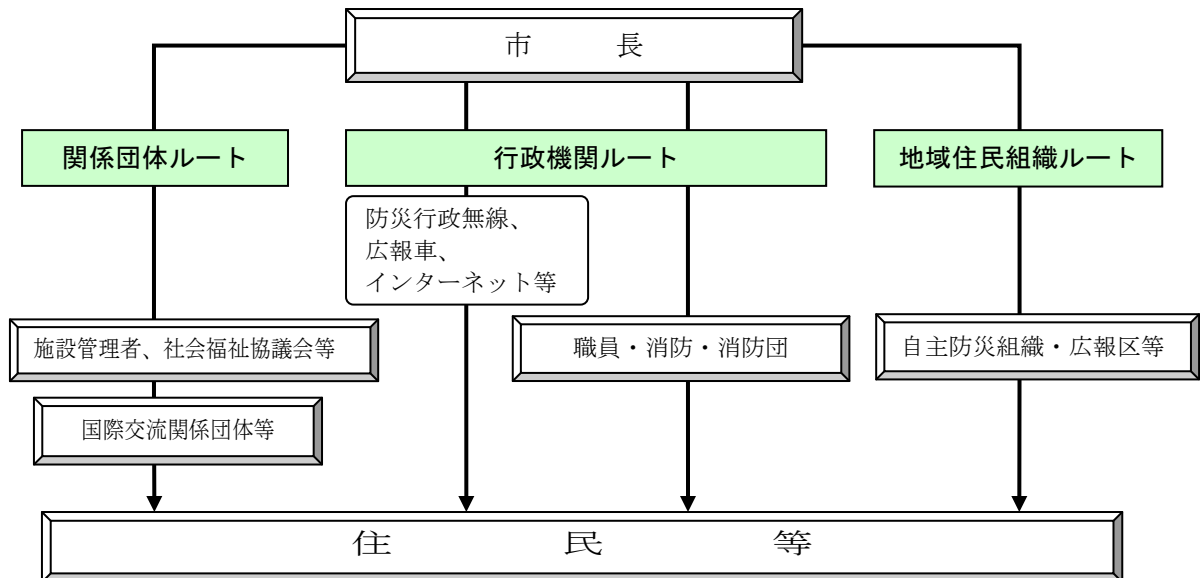 市　　　長
関係団体ルート
行政機関ルート
地域住民組織ルート
防災行政無線、
広報車、
インターネット等
施設管理者、社会福祉協議会等
職員・消防・消防団
自主防災組織・広報区等
国際交流関係団体等
住　　　民　　　等